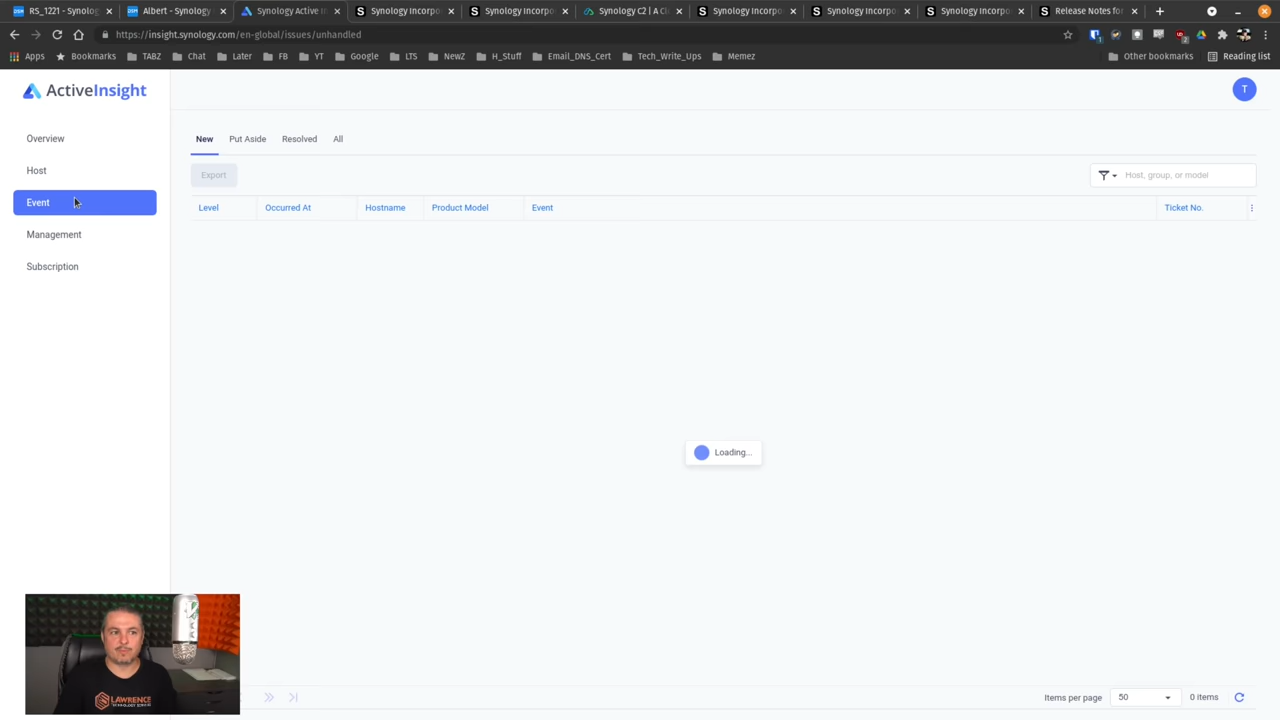 RS_1221 - Synolog
Albert - Synology
Synology Active In
Synology Incorpo
Synology Incorpo
Synology C2 | A Cl
Synology Incorpo
Synology Incorpo
Synology Incorpo
Release Notes for
https://insight.synology.com/en-global/issues/unhandled
Apps Bookmarks TABZ Chat Later FB YT Google LTS NewZ H_Stuff Email_DNS_Cert Tech_Write_Ups Memez Other bookmarks Reading list
ActiveInsight
T
Overview
Host
Event
Management
Subscription
New Put Aside Resolved All
Export
Host, group, or model
Level Occurred At Hostname Product Model Event Ticket No.
Loading...
LAWRENCE
Items per page 50 0 items